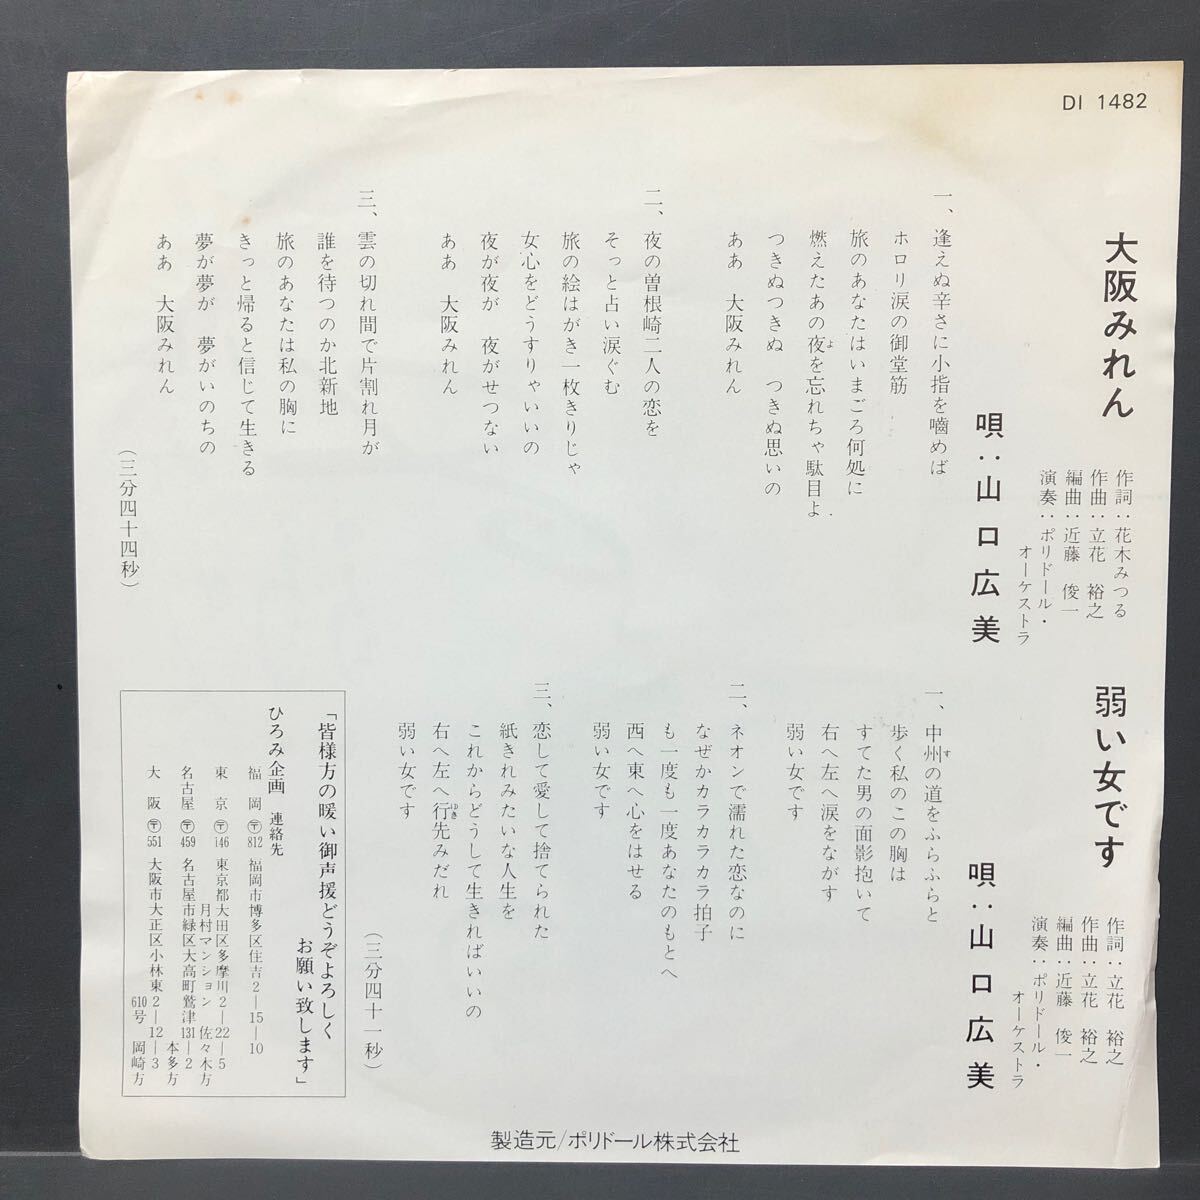 DI 1482
大阪みれん
作詞：花木みつる
作曲：立花　裕之
編曲：近藤　俊一
演奏：ポリドール・
オーケストラ
唄：山口広美
一、逢えぬ辛さに小指を嚙めば
ホロリ涙の御堂筋
旅のあなたはいまごろ何処に
燃えたあの夜を忘れちゃ駄目よ
よ
つきぬつきぬ　つきぬ思いの
ああ　大阪みれん
二、夜の曽根崎二人の恋を
そっと占い涙ぐむ
旅の絵はがき一枚きりじゃ
女心をどうすりゃいいの
夜が夜が　夜がせつない
ああ　大阪みれん
三、雲の切れ間で片割れ月が
誰を待つのか北新地
旅のあなたは私の胸に
きっと帰ると信じて生きる
夢が夢が　夢がいのちの
ああ　大阪みれん
（三分四十四秒）
弱い女です
作詞：立花　裕之
作曲：立花　裕之
編曲：近藤　俊一
演奏：ポリドール・
オーケストラ
唄：山口広美
一、中州の道をふらふらと
す
歩く私のこの胸は
すてた男の面影抱いて
右へ左へ涙をながす
弱い女です
二、ネオンで濡れた恋なのに
なぜかカラカラカラカラ拍子
も一度も一度あなたのもとへ
西へ東へ心をはせる
弱い女です
三、恋して愛して捨てられた
紙きれみたいな人生を
これからどうして生きればいいの
右へ左へ行先みだれ
ゆき
弱い女です
（三分四十一秒）
「皆様方の暖い御声援どうぞよろしく
お願い致します」
ひろみ企画　連絡先
福岡〒812　福岡市博多区住吉2―15―10
東京〒146　東京都大田区多摩川2―22―5
月村マンション　佐々木方
名古屋〒459　名古屋市緑区大高町鷲津131―2
本多方
大阪〒551　大阪市大正区小林東2―12―3
610号　岡崎方
製造元/ポリドール株式会社